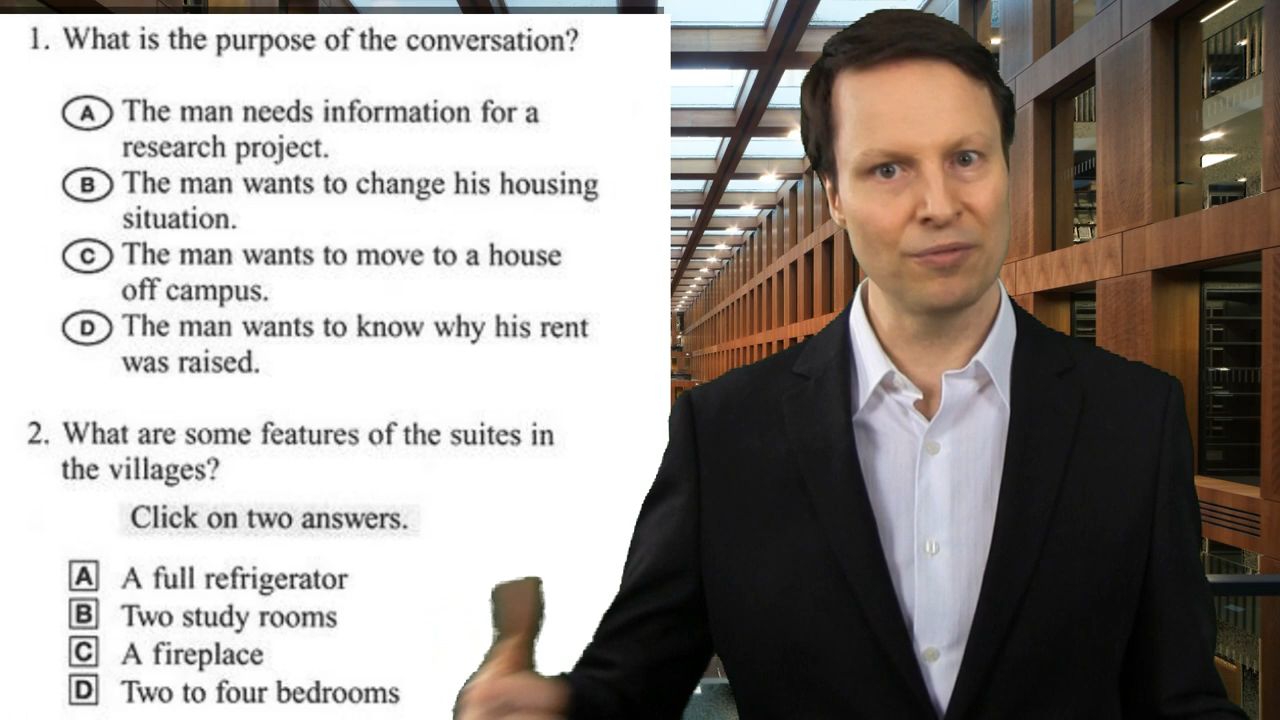 1. What is the purpose of the conversation?
A The man needs information for a
research project.
B The man wants to change his housing
situation.
C The man wants to move to a house
off campus.
D The man wants to know why his rent
was raised.
2. What are some features of the suites in
the villages?
Click on two answers.
A A full refrigerator
B Two study rooms
C A fireplace
D Two to four bedrooms